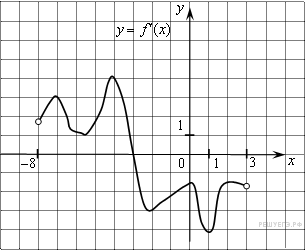 y
y = f'(x)
1
−8 0 1 3 x
РЕШУЕГЭ.РФ